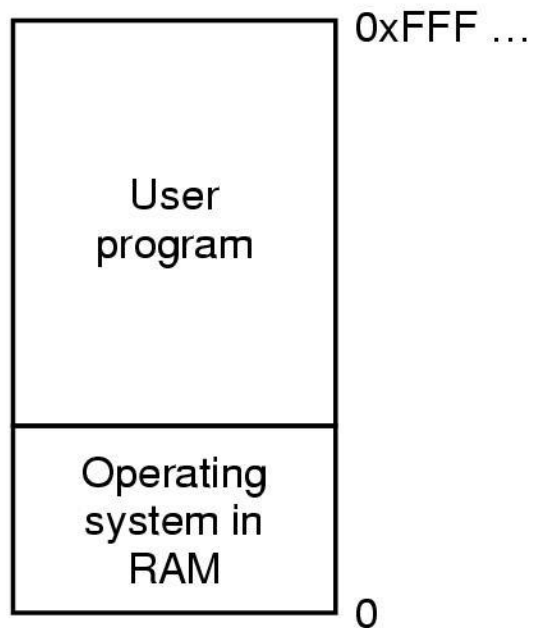 0xFFF …
User
program
Operating
system in
RAM
0